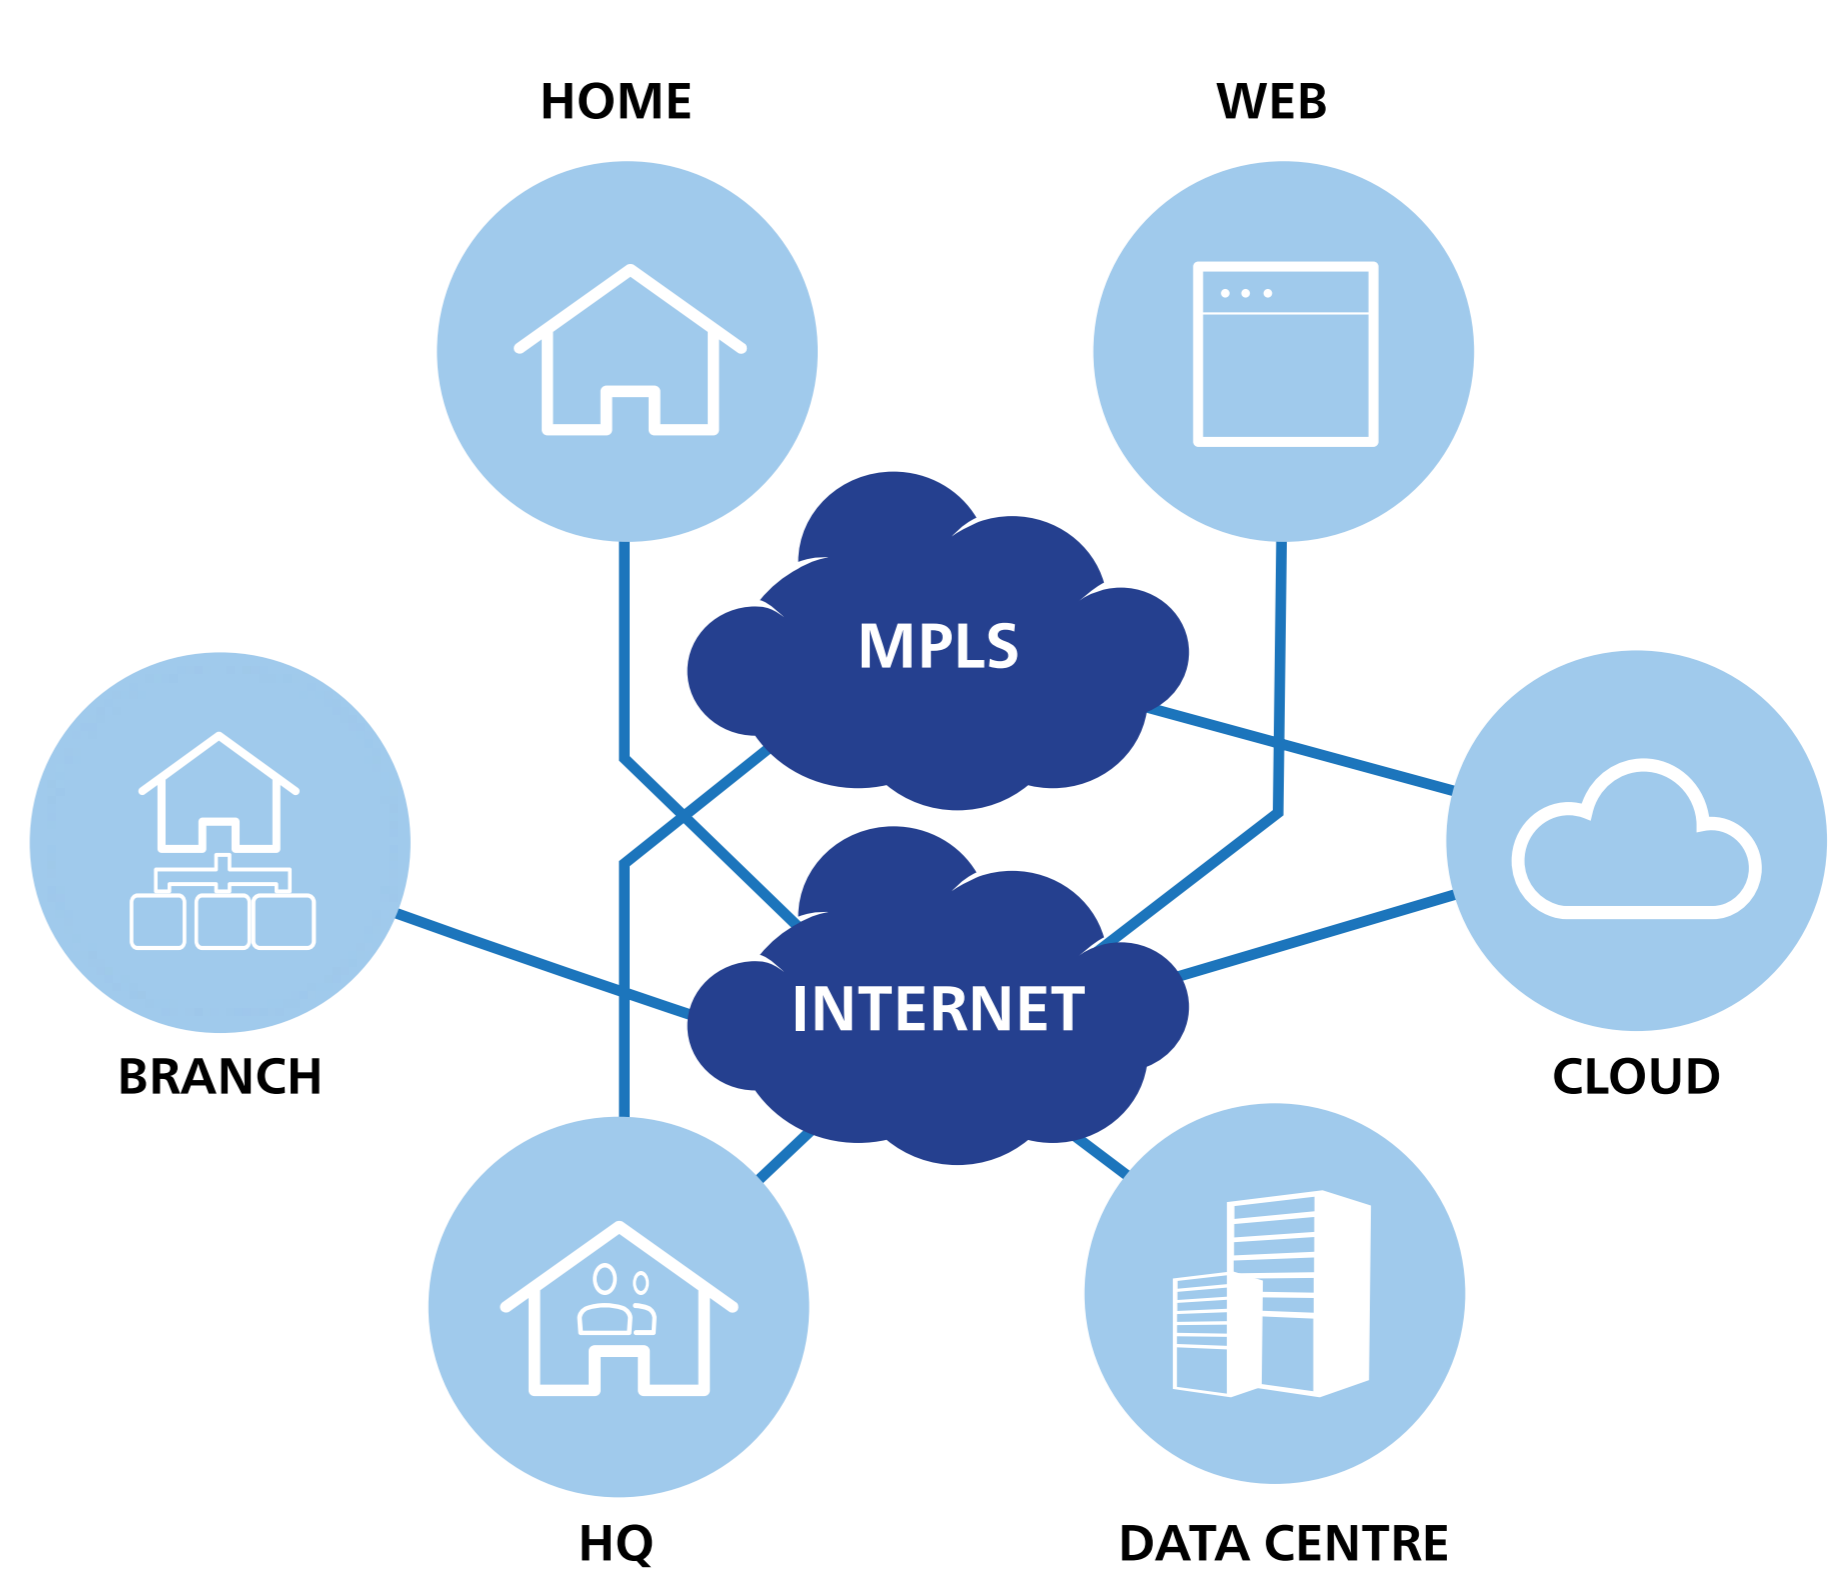 HOME
WEB
MPLS
INTERNET
BRANCH
CLOUD
HQ
DATA CENTRE